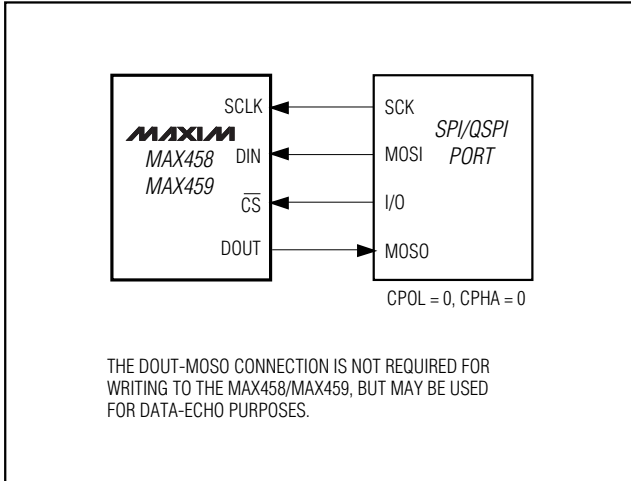 SCLK
SCK
MAXIM
SPI/QSPI
MAX458
DIN
MOSI
PORT
MAX459
C̅S̅
I/O
DOUT
MOSO
CPOL = 0, CPHA = 0
THE DOUT-MOSO CONNECTION IS NOT REQUIRED FOR
WRITING TO THE MAX458/MAX459, BUT MAY BE USED
FOR DATA-ECHO PURPOSES.